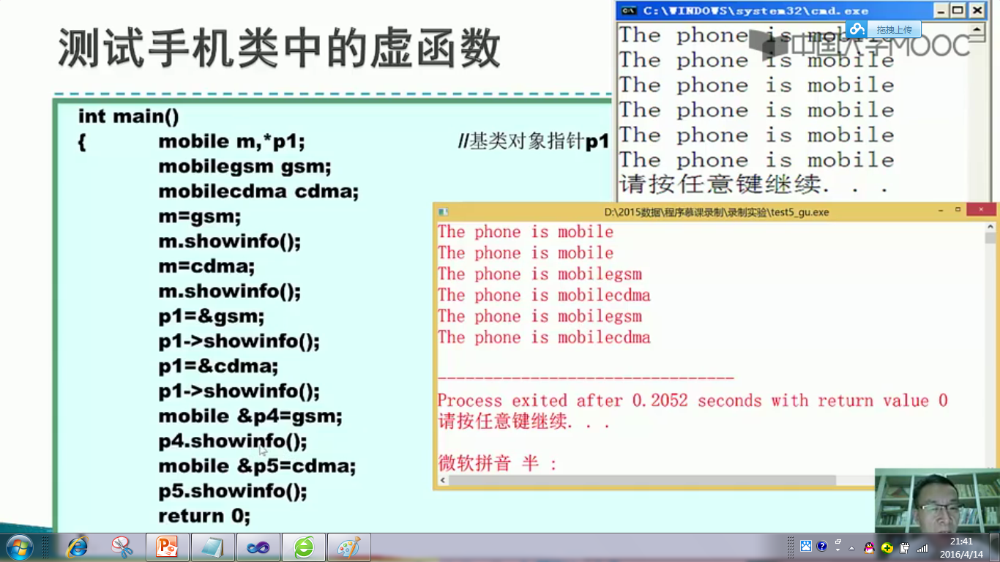 测试手机类中的虚函数
int main()
{ mobile m,*p1; //基类对象指针p1
mobilegsm gsm;
mobilecdma cdma;
m=gsm;
m.showinfo();
m=cdma;
m.showinfo();
p1=&gsm;
p1->showinfo();
p1=&cdma;
p1->showinfo();
mobile &p4=gsm;
p4.showinfo();
mobile &p5=cdma;
p5.showinfo();
return 0;
C:\WINDOWS\system32\cmd.exe
拖拽上传
中国大学MOOC
The phone is mobile
The phone is mobile
The phone is mobile
The phone is mobile
The phone is mobile
The phone is mobile
请按任意键继续. . .
D:\2015数据\程序慕课录制\录制实验\test5_gu.exe
The phone is mobile
The phone is mobile
The phone is mobilegsm
The phone is mobilecdma
The phone is mobilegsm
The phone is mobilecdma
--------------------------------
Process exited after 0.2052 seconds with return value 0
请按任意键继续. . .
微软拼音 半 :
21:41
2016/4/14